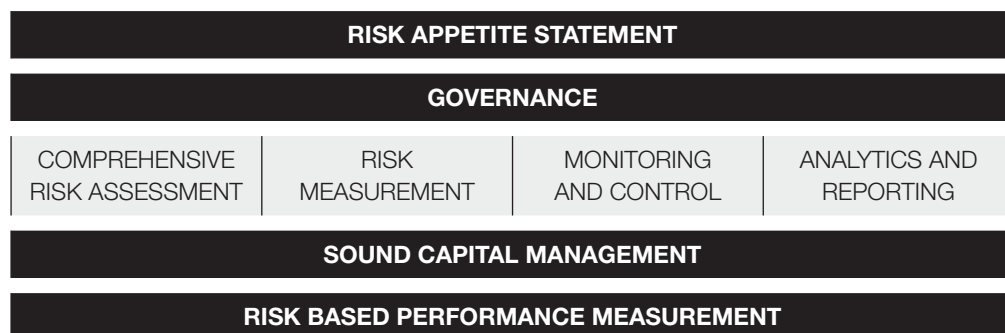 RISK APPETITE STATEMENT
GOVERNANCE
COMPREHENSIVE
RISK ASSESSMENT
RISK
MEASUREMENT
MONITORING
AND CONTROL
ANALYTICS AND
REPORTING
SOUND CAPITAL MANAGEMENT
RISK BASED PERFORMANCE MEASUREMENT